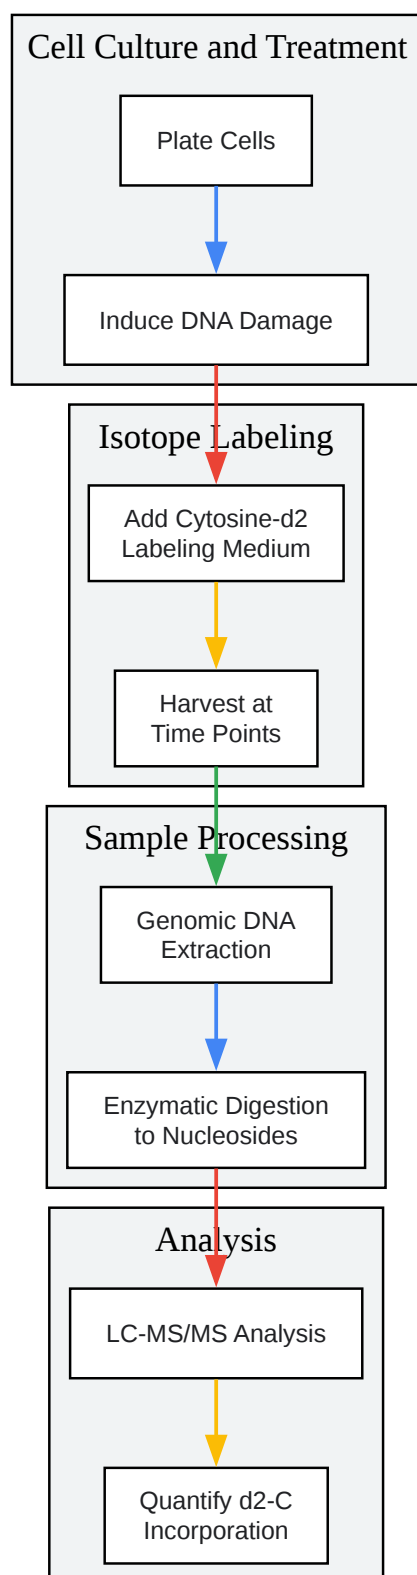 Cell Culture and Treatment
Plate Cells
Induce DNA Damage
Isotope Labeling
Add Cytosine-d2
Labeling Medium
Harvest at
Time Points
Sample Processing
Genomic DNA
Extraction
Enzymatic Digestion
to Nucleosides
Analysis
LC-MS/MS Analysis
Quantify d2-C
Incorporation